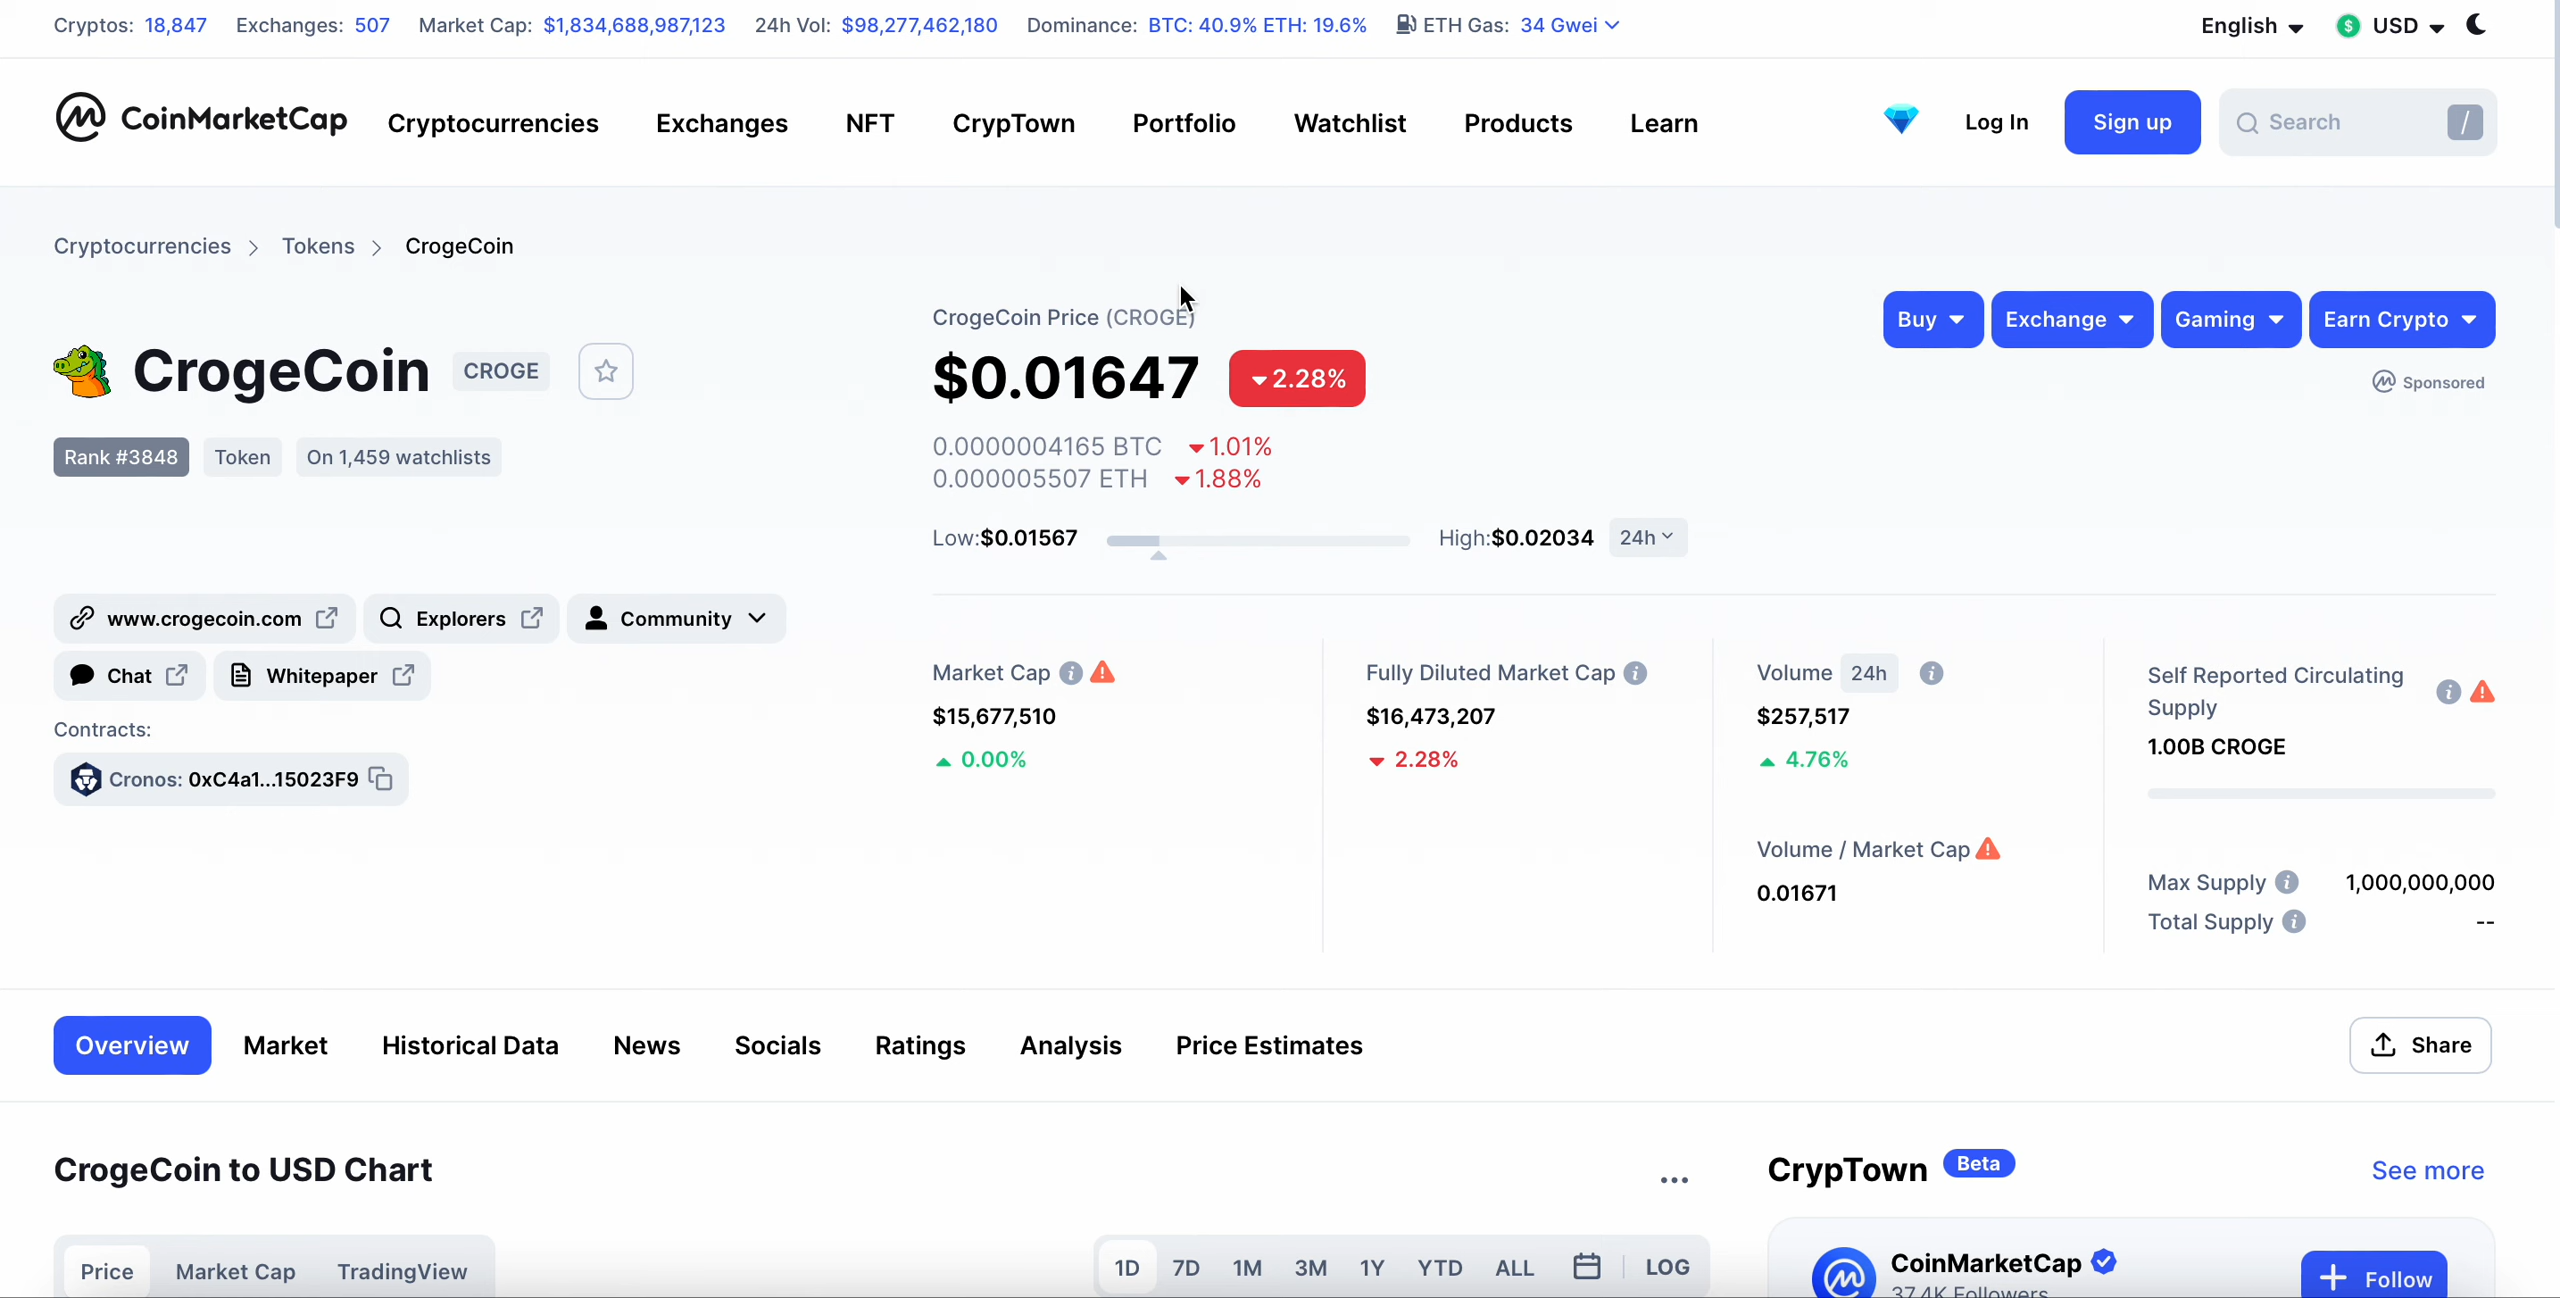 Cryptos: 18,847 Exchanges: 507 Market Cap: $1,834,688,987,123 24h Vol: $98,277,462,180 Dominance: BTC: 40.9% ETH: 19.6% ETH Gas: 34 Gwei English USD
CoinMarketCap Cryptocurrencies Exchanges NFT CrypTown Portfolio Watchlist Products Learn Log In Sign up Search /
Cryptocurrencies > Tokens > CrogeCoin
CrogeCoin CROGE
Rank #3848 Token On 1,459 watchlists
www.crogecoin.com Explorers Community
Chat Whitepaper
Contracts:
Cronos: 0xC4a1...15023F9
CrogeCoin Price (CROGE)
$0.01647 2.28%
0.0000004165 BTC 1.01%
0.000005507 ETH 1.88%
Low:$0.01567 High:$0.02034 24h
Buy Exchange Gaming Earn Crypto
Sponsored
Market Cap
$15,677,510
0.00%
Fully Diluted Market Cap
$16,473,207
2.28%
Volume 24h
$257,517
4.76%
Volume / Market Cap
0.01671
Self Reported Circulating
Supply
1.00B CROGE
Max Supply 1,000,000,000
Total Supply --
Overview Market Historical Data News Socials Ratings Analysis Price Estimates Share
CrogeCoin to USD Chart ...
Price Market Cap TradingView 1D 7D 1M 3M 1Y YTD ALL LOG
CrypTown Beta See more
CoinMarketCap
37.4K Followers
+ Follow